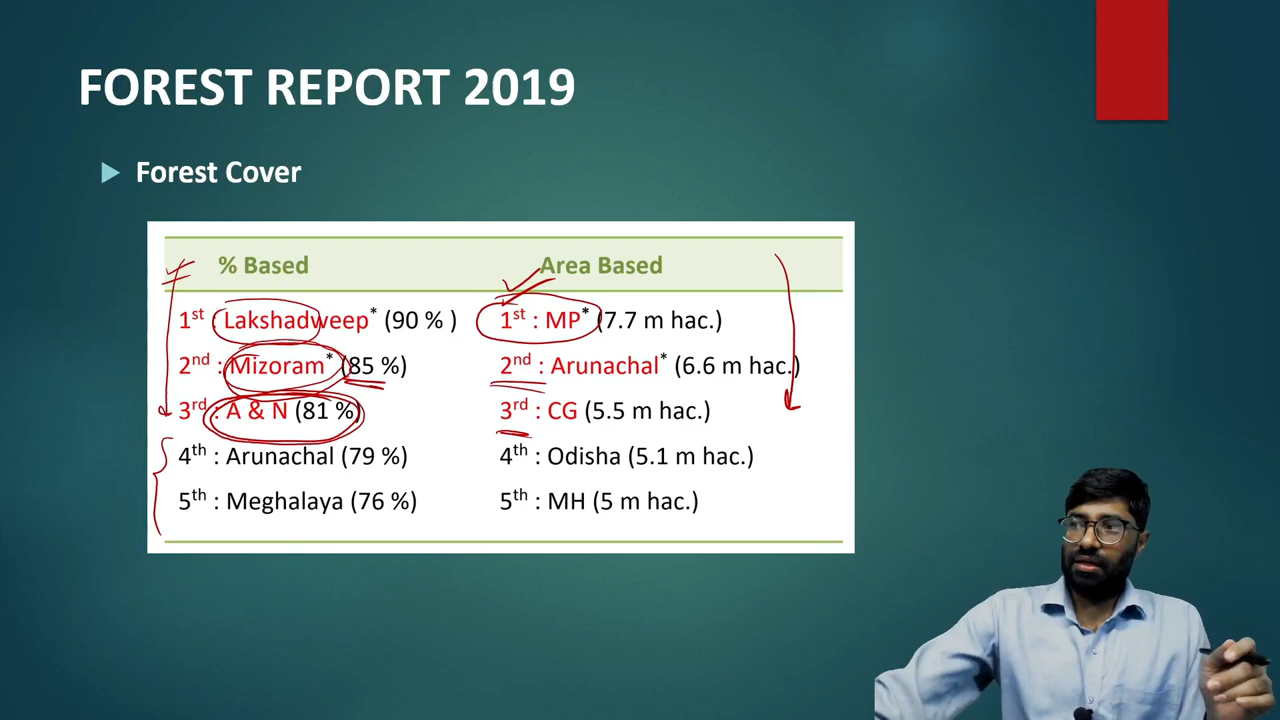 FOREST REPORT 2019
Forest Cover
% Based Area Based
1st : Lakshadweep* (90 % ) 1st : MP* (7.7 m hac.)
2nd : Mizoram* (85 %) 2nd : Arunachal* (6.6 m hac.)
3rd : A & N (81 %) 3rd : CG (5.5 m hac.)
4th : Arunachal (79 %) 4th : Odisha (5.1 m hac.)
5th : Meghalaya (76 %) 5th : MH (5 m hac.)